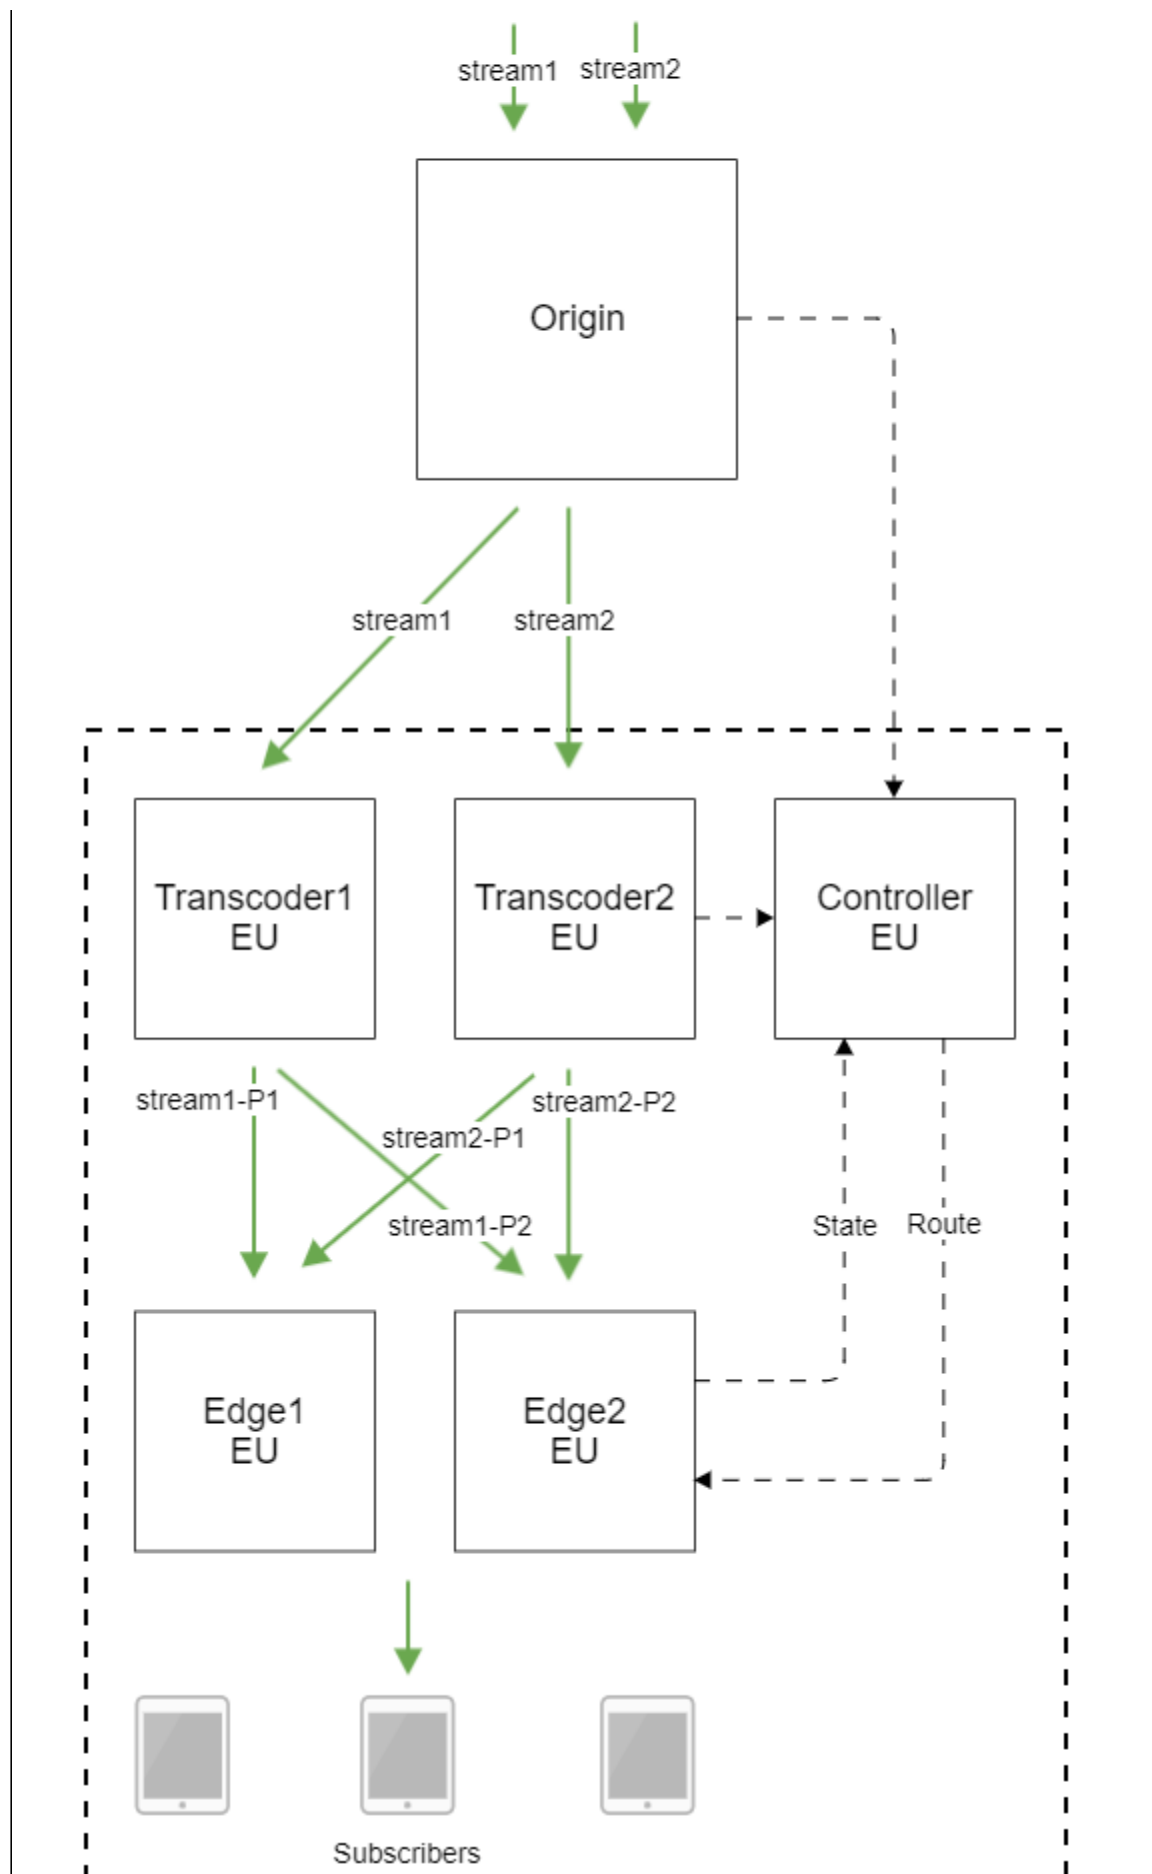 stream1
stream2
Origin
stream1
stream2
Transcoder1
EU
Transcoder2
EU
Controller
EU
stream1-P1
stream2-P2
stream2-P1
stream1-P2
State
Route
Edge1
EU
Edge2
EU
Subscribers